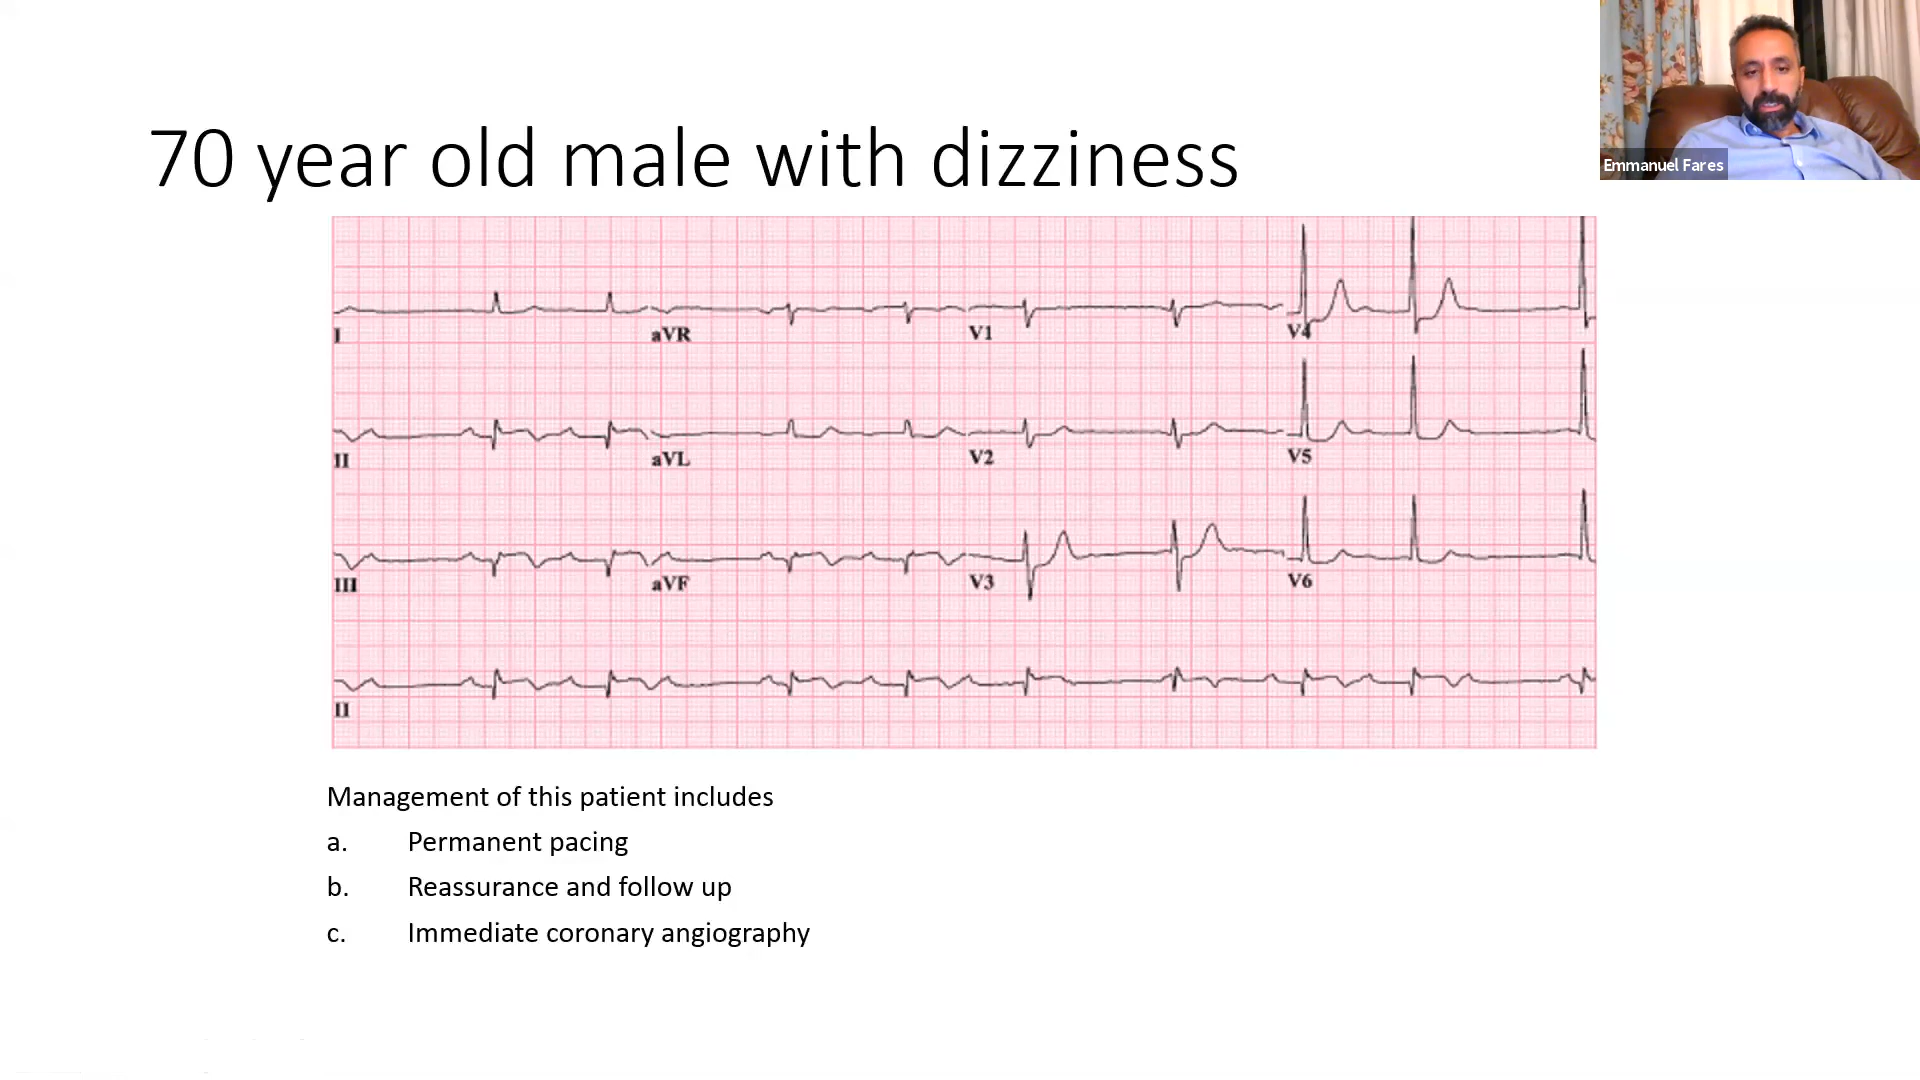 70 year old male with dizziness
Emmanuel Fares
I aVR V1 V4
II aVL V2 V5
III aVF V3 V6
II
Management of this patient includes
a. Permanent pacing
b. Reassurance and follow up
c. Immediate coronary angiography